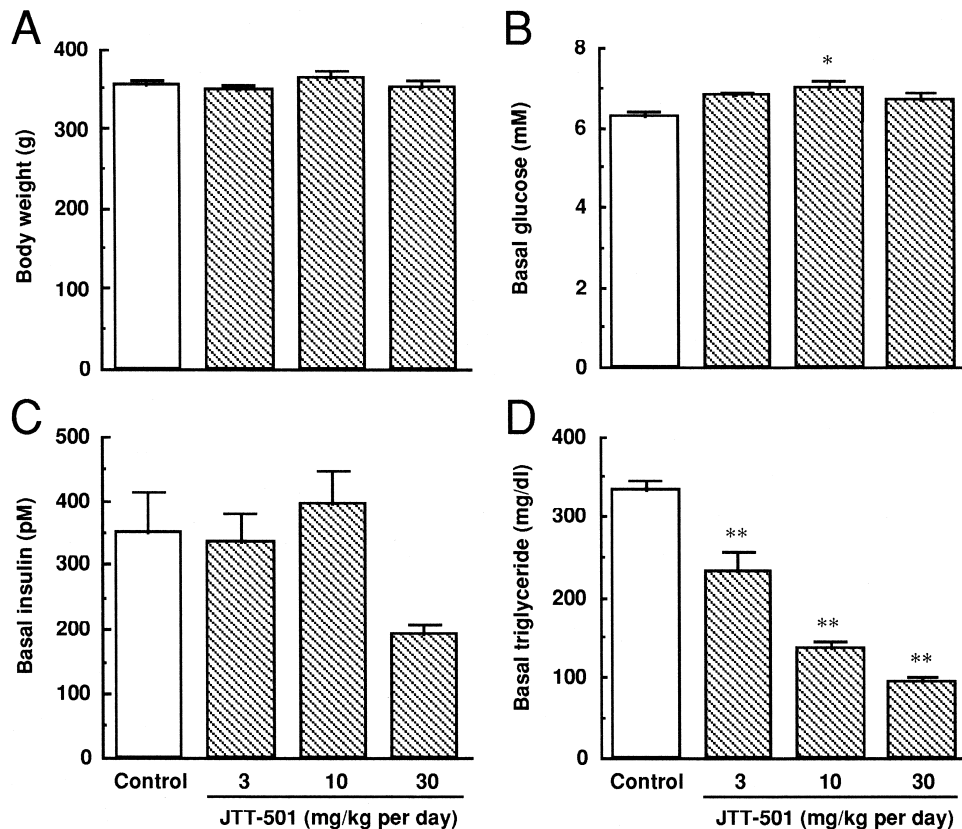 A
400
300
200
100
0
Body weight (g)
B
8
6
4
2
0
Basal glucose (mM)
*
C
500
400
300
200
100
0
Basal insulin (pM)
Control 3 10 30
JTT-501 (mg/kg per day)
D
400
300
200
100
0
Basal triglyceride (mg/dl)
**
**
**
Control 3 10 30
JTT-501 (mg/kg per day)